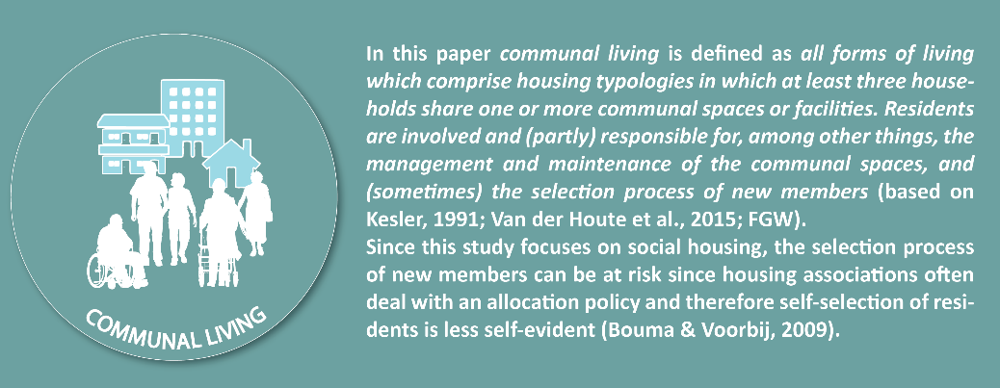 In this paper communal living is defined as all forms of living
which comprise housing typologies in which at least three house-
holds share one or more communal spaces or facilities. Residents
are involved and (partly) responsible for, among other things, the
management and maintenance of the communal spaces, and
(sometimes) the selection process of new members (based on
Kesler, 1991; Van der Houte et al., 2015; FGW).
Since this study focuses on social housing, the selection process
of new members can be at risk since housing associations often
deal with an allocation policy and therefore self-selection of resi-
dents is less self-evident (Bouma & Voorbij, 2009).
COMMUNAL LIVING